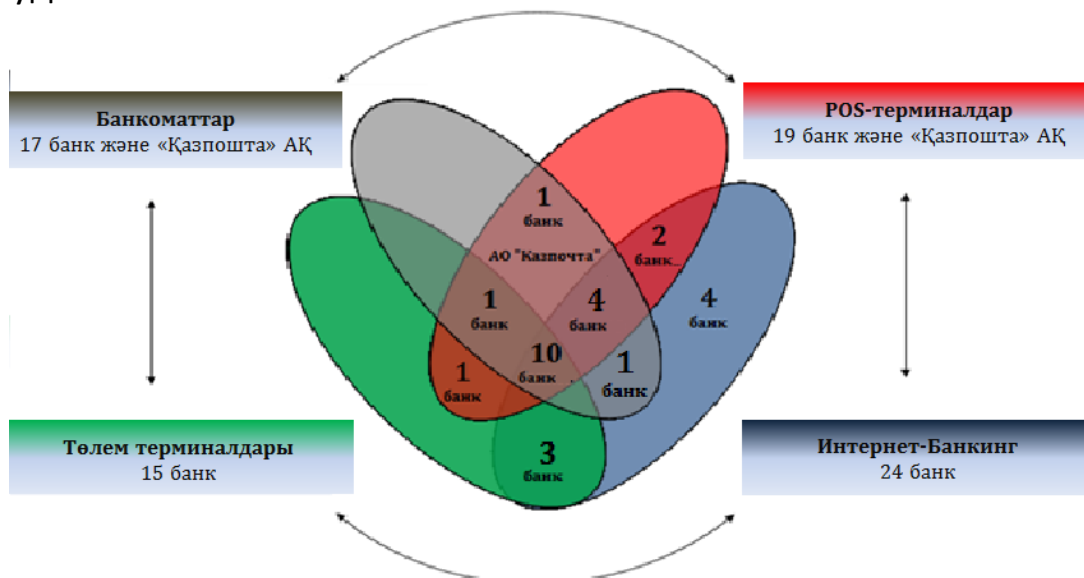 Банкоматтар
17 банк және «Қазпошта» АҚ
POS-терминалдар
19 банк және «Қазпошта» АҚ
1
банк
АО "Казпочта"
2
банк
1
банк
4
банк
4
банк
10
банк
1
банк
1
банк
3
банк
Төлем терминалдары
15 банк
Интернет-Банкинг
24 банк